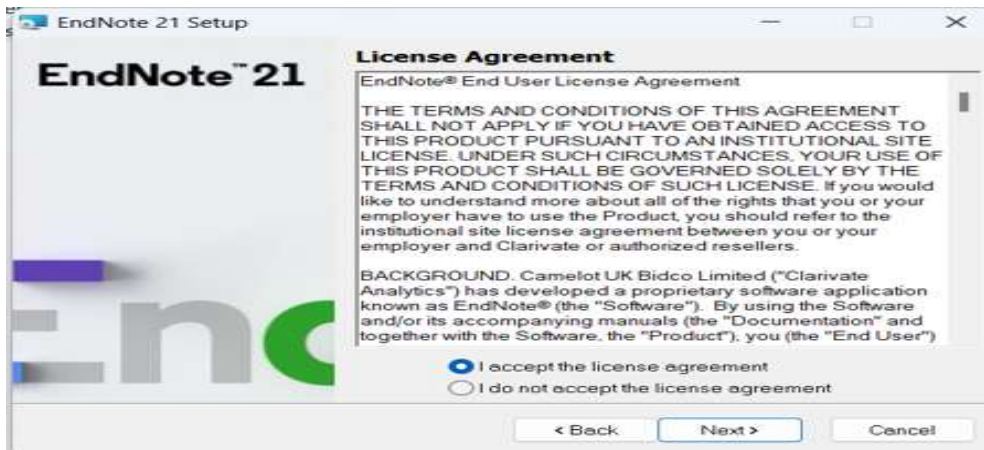 EndNote 21 Setup
EndNote™ 21
License Agreement
EndNote® End User License Agreement
THE TERMS AND CONDITIONS OF THIS AGREEMENT
SHALL NOT APPLY IF YOU HAVE OBTAINED ACCESS TO
THIS PRODUCT PURSUANT TO AN INSTITUTIONAL SITE
LICENSE. UNDER SUCH CIRCUMSTANCES, YOUR USE OF
THIS PRODUCT SHALL BE GOVERNED SOLELY BY THE
TERMS AND CONDITIONS OF SUCH LICENSE. If you would
like to understand more about all of the rights that you or your
employer have to use the Product, you should refer to the
institutional site license agreement between you or your
employer and Clarivate or authorized resellers.
BACKGROUND. Camelot UK Bidco Limited ("Clarivate
Analytics") has developed a proprietary software application
known as EndNote® (the "Software"). By using the Software
and/or its accompanying manuals (the "Documentation" and
together with the Software, the "Product"), you (the "End User")
I accept the license agreement
I do not accept the license agreement
< Back
Next >
Cancel